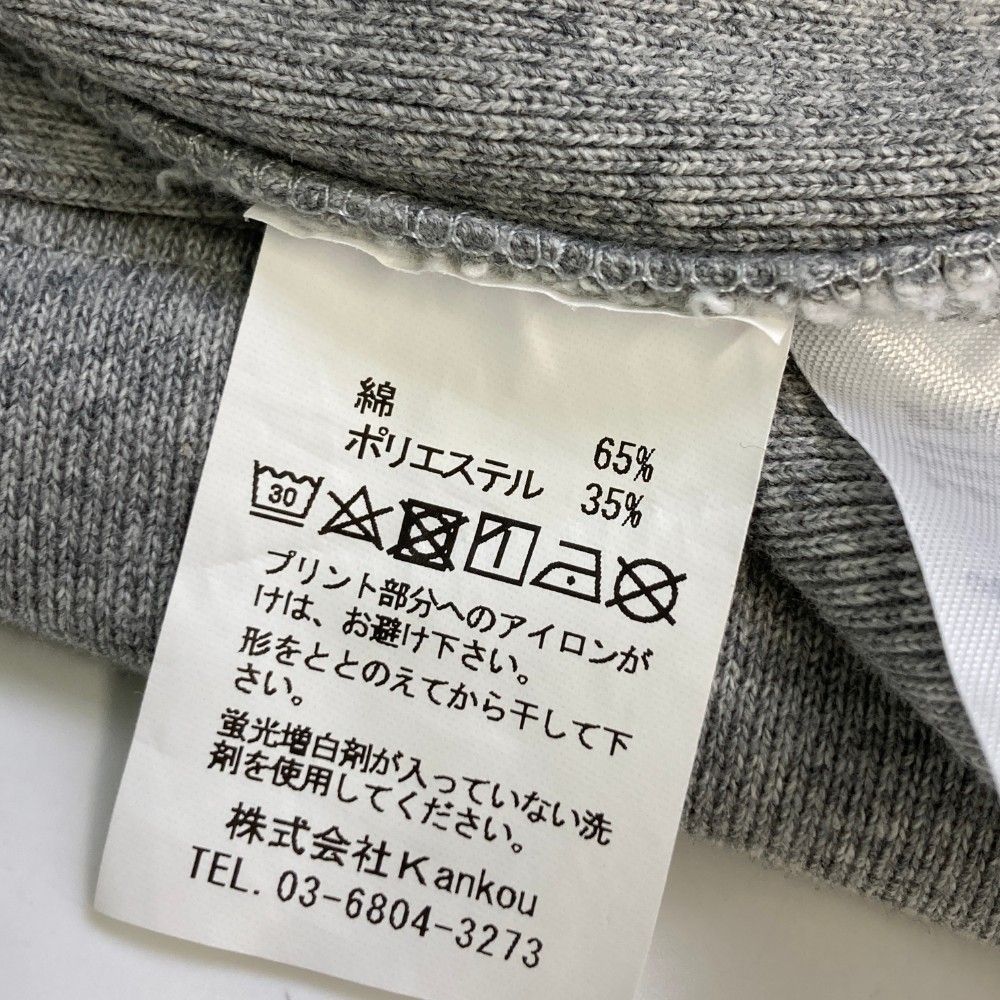 綿 65%
ポリエステル 35%
30
プリント部分へのアイロンが
けは、お避け下さい。
形をととのえてから干して下
さい。
蛍光増白剤が入っていない洗
剤を使用してください。
株式会社Kankou
TEL. 03-6804-3273